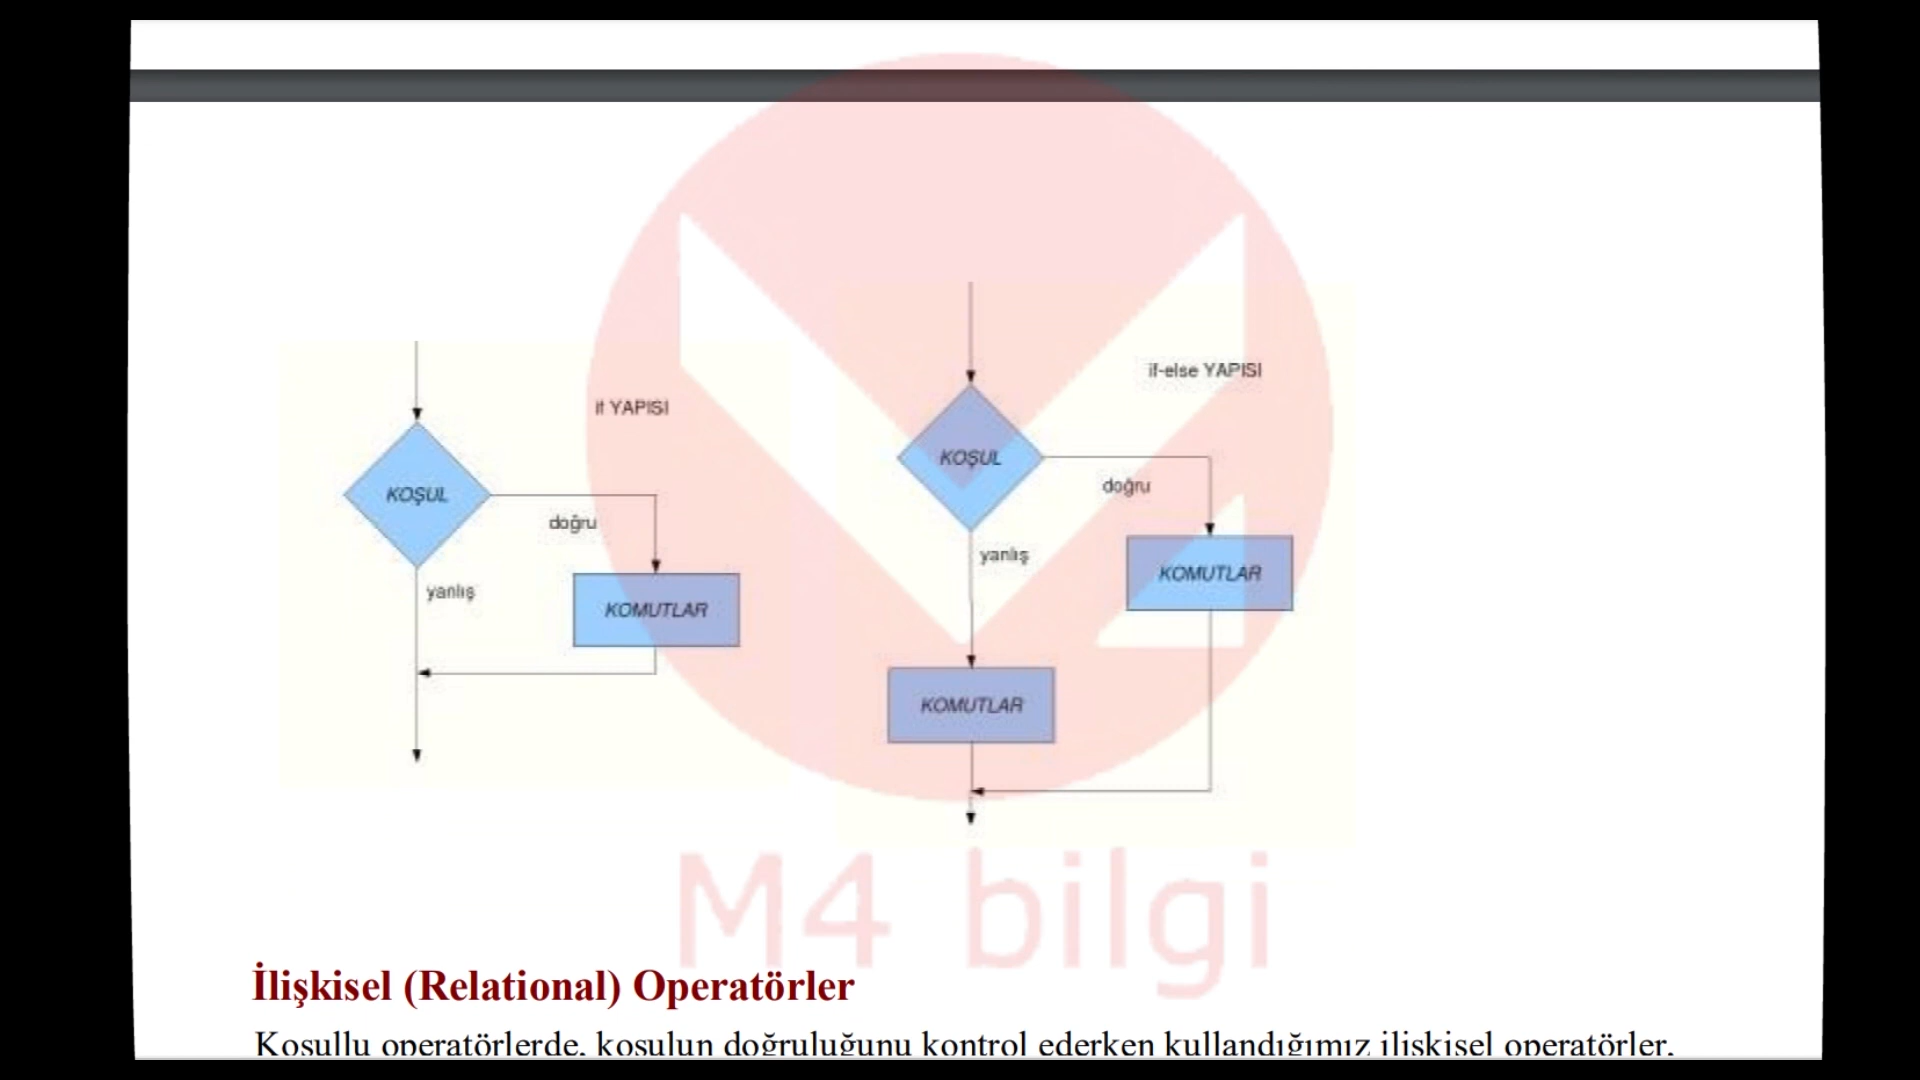 if YAPISI
KOŞUL
doğru
yanlış
KOMUTLAR
if-else YAPISI
KOŞUL
doğru
yanlış
KOMUTLAR
KOMUTLAR
M4 bilgi
İlişkisel (Relational) Operatörler
Koşullu operatörlerde, koşulun doğruluğunu kontrol ederken kullandığımız ilişkisel operatörler,